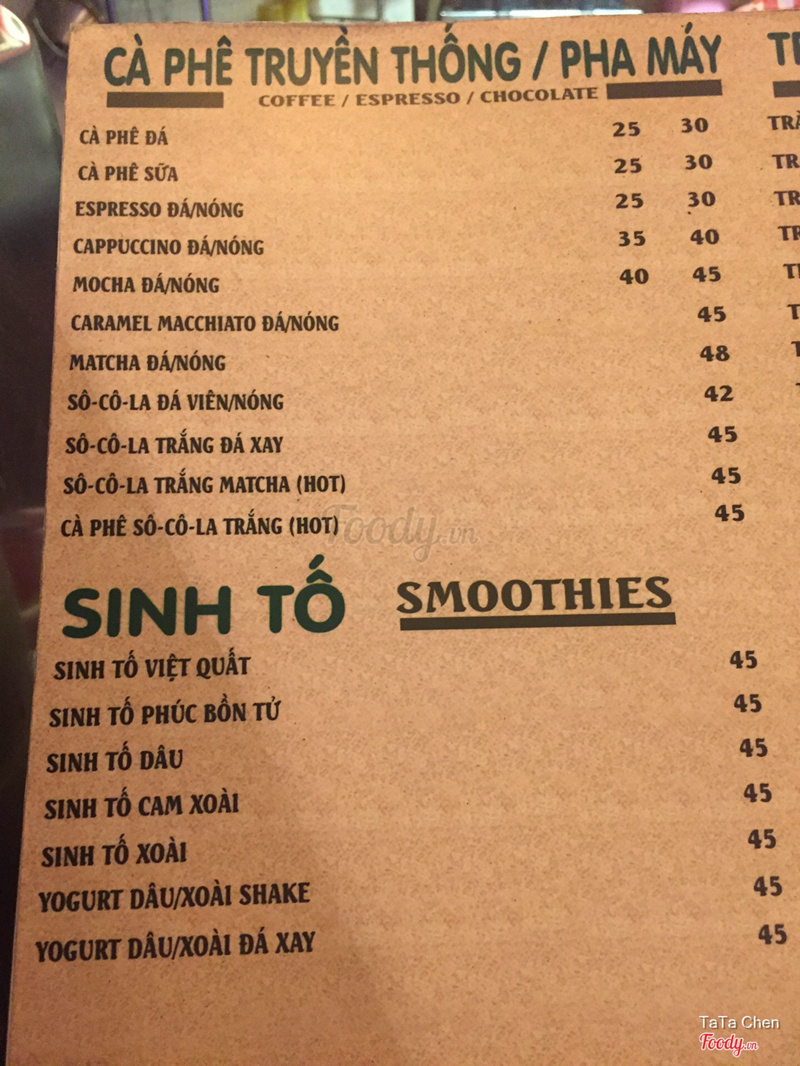 CÀ PHÊ TRUYỀN THỐNG / PHA MÁY
COFFEE / ESPRESSO / CHOCOLATE
CÀ PHÊ ĐÁ 25 30
CÀ PHÊ SỮA 25 30
ESPRESSO ĐÁ/NÓNG 25 30
CAPPUCCINO ĐÁ/NÓNG 35 40
MOCHA ĐÁ/NÓNG 40 45
CARAMEL MACCHIATO ĐÁ/NÓNG 45
MATCHA ĐÁ/NÓNG 48
SÔ-CÔ-LA ĐÁ VIÊN/NÓNG 42
SÔ-CÔ-LA TRẮNG ĐÁ XAY 45
SÔ-CÔ-LA TRẮNG MATCHA (HOT) 45
CÀ PHÊ SÔ-CÔ-LA TRẮNG (HOT) 45
Foody.vn
SINH TỐ SMOOTHIES
SINH TỐ VIỆT QUẤT 45
SINH TỐ PHÚC BỒN TỬ 45
SINH TỐ DÂU 45
SINH TỐ CAM XOÀI 45
SINH TỐ XOÀI 45
YOGURT DÂU/XOÀI SHAKE 45
YOGURT DÂU/XOÀI ĐÁ XAY 45
TaTa Chen
Foody.vn